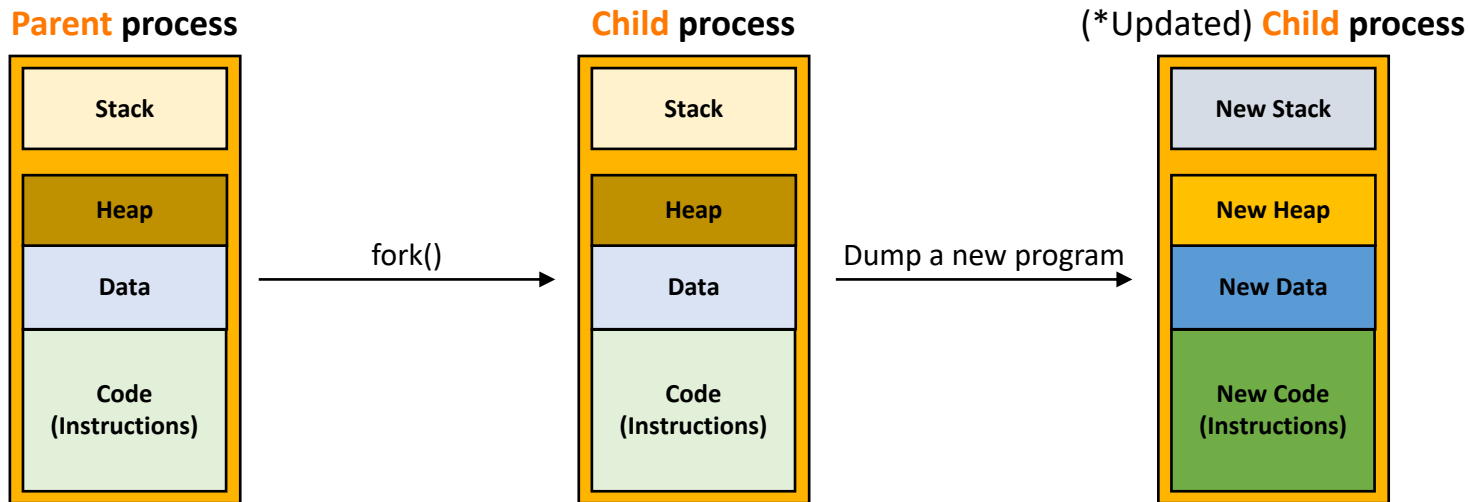 Parent process
Stack
Heap
Data
Code
(Instructions)
fork()
Child process
Stack
Heap
Data
Code
(Instructions)
Dump a new program
(*Updated) Child process
New Stack
New Heap
New Data
New Code
(Instructions)